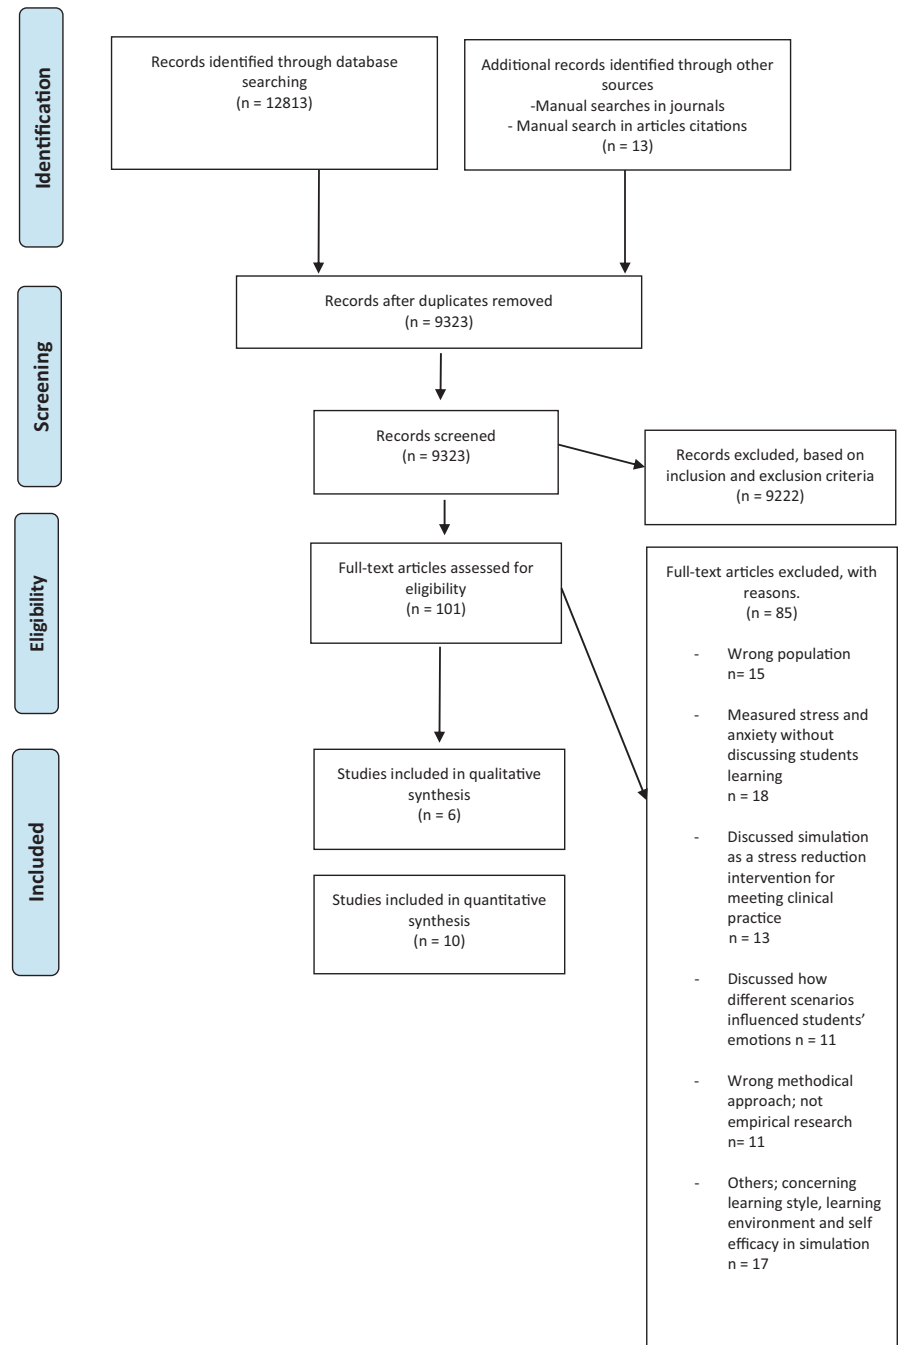 Identification
Records identified through database
searching
(n = 12813)
Additional records identified through other
sources
-Manual searches in journals
- Manual search in articles citations
(n = 13)
Records after duplicates removed
(n = 9323)
Screening
Records screened
(n = 9323)
Records excluded, based on
inclusion and exclusion criteria
(n = 9222)
Eligibility
Full-text articles assessed for
eligibility
(n = 101)
Full-text articles excluded, with
reasons.
(n = 85)
- Wrong population
n= 15
- Measured stress and
anxiety without
discussing students
learning
n = 18
- Discussed simulation
as a stress reduction
intervention for
meeting clinical
practice
n = 13
- Discussed how
different scenarios
influenced students’
emotions n = 11
- Wrong methodical
approach; not
empirical research
n= 11
- Others; concerning
learning style, learning
environment and self
efficacy in simulation
n = 17
Included
Studies included in qualitative
synthesis
(n = 6)
Studies included in quantitative
synthesis
(n = 10)